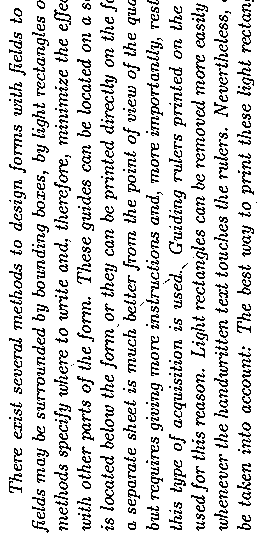 There exist several methods to design forms with fields to
fields may be surrounded by bounding boxes, by light rectangles o
methods specify where to write and, therefore, minimize the effec
with other parts of the form. These guides can be located on a s
is located below the form or they can be printed directly on the fo
a separate sheet is much better from the point of view of the qua
but requires giving more instructions and, more importantly, rest
this type of acquisition is used. Guiding rulers printed on the
used for this reason. Light rectangles can be removed more easily
whenever the handwritten text touches the rulers. Nevertheless,
be taken into account: The best way to print these light rectang